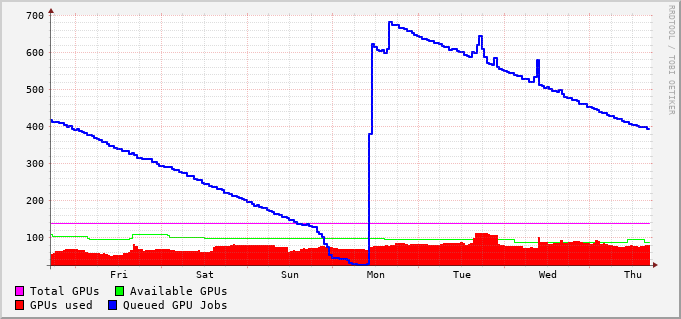 700
600
500
400
300
200
100
Fri Sat Sun Mon Tue Wed Thu
Total GPUs Available GPUs
GPUs used Queued GPU Jobs
RRDTOOL / TOBI OETIKER